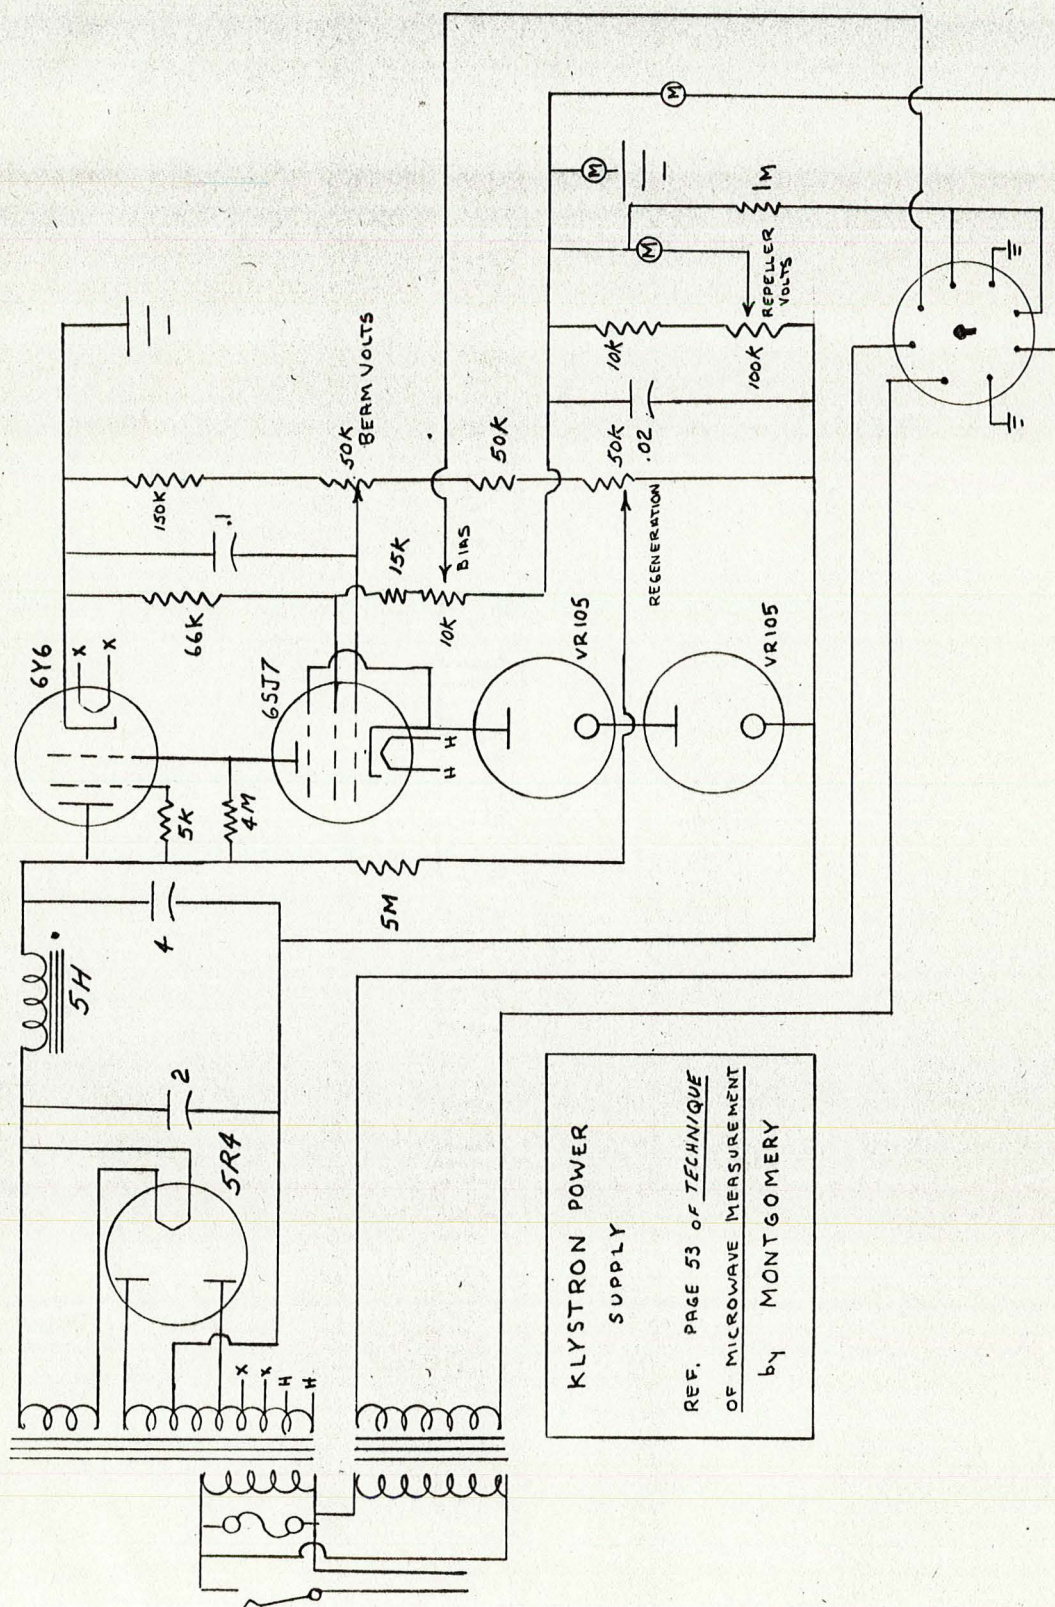 5H
4
2
5R4
X
X
H
H
6Y6
X
X
5K
4M
5M
66K
.1
150K
50K
BEAM VOLTS
6SJ7
H
H
15K
10K
BIAS
50K
50K
REGENERATION
.02
VR105
VR105
10K
100K
REPELLER
VOLTS
1M
M
M
M
KLYSTRON POWER
SUPPLY
REF. PAGE 53 OF TECHNIQUE
OF MICROWAVE MEASUREMENT
by MONTGOMERY